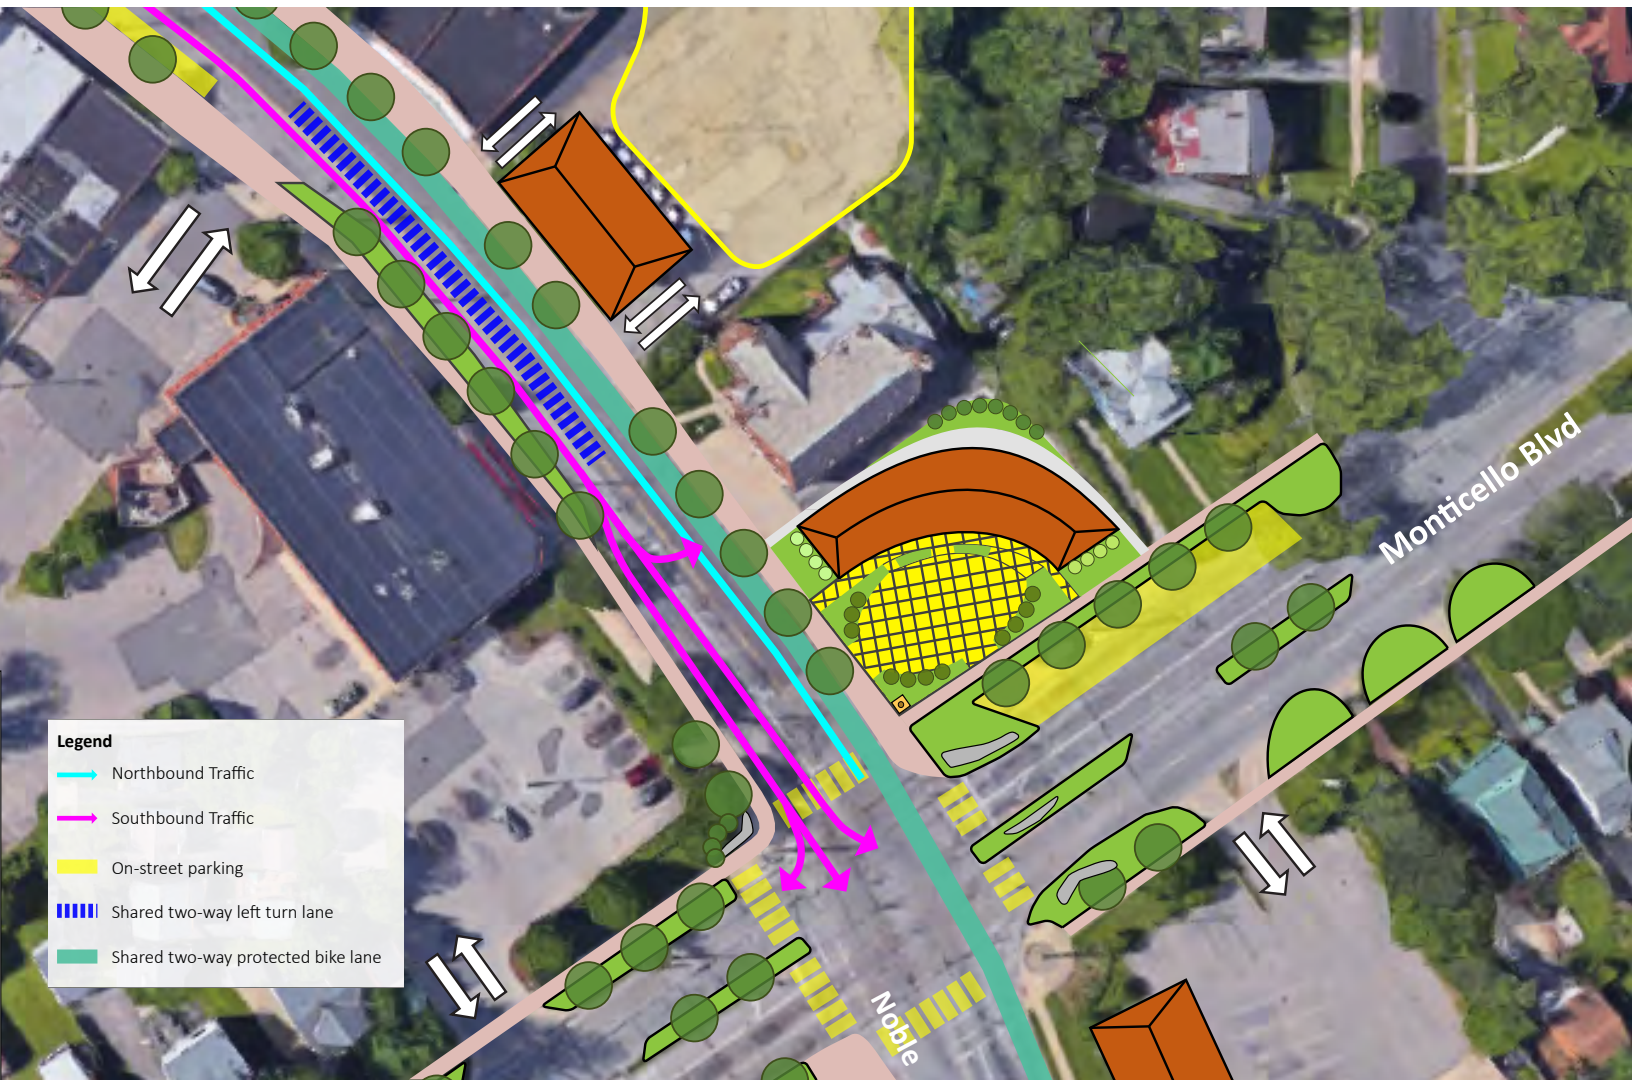 Monticello Blvd
Legend
Northbound Traffic
Southbound Traffic
On-street parking
Shared two-way left turn lane
Shared two-way protected bike lane
Noble